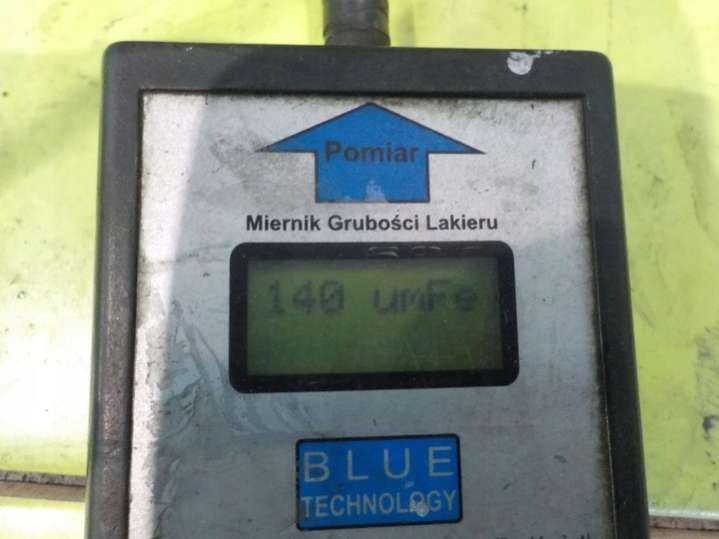 Pomiar
Miernik Grubości Lakieru
140 umFe
BLUE
TECHNOLOGY